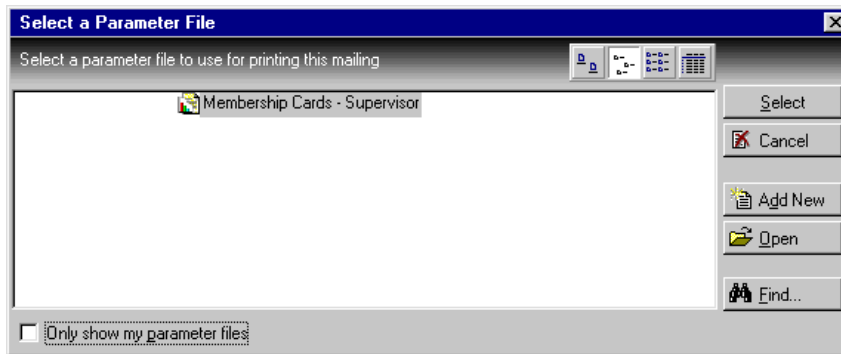 Select a Parameter File
Select a parameter file to use for printing this mailing
Membership Cards - Supervisor
Select
Cancel
Add New
Open
Find...
Only show my parameter files